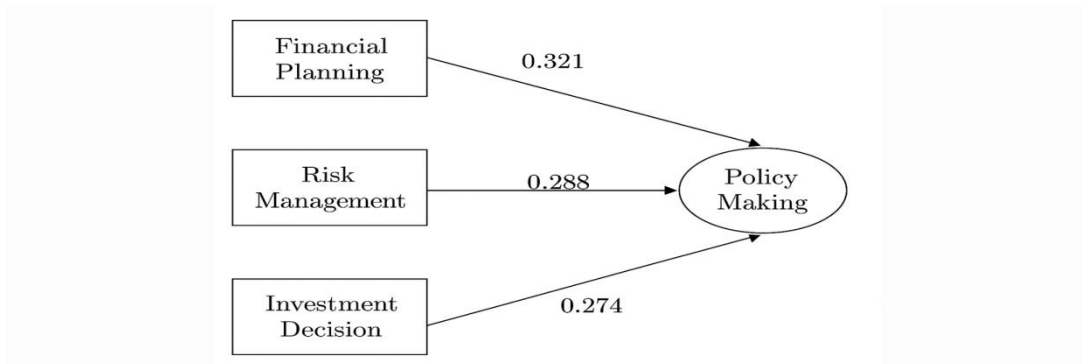 Financial
Planning
0.321
Risk
Management
0.288
Policy
Making
Investment
Decision
0.274